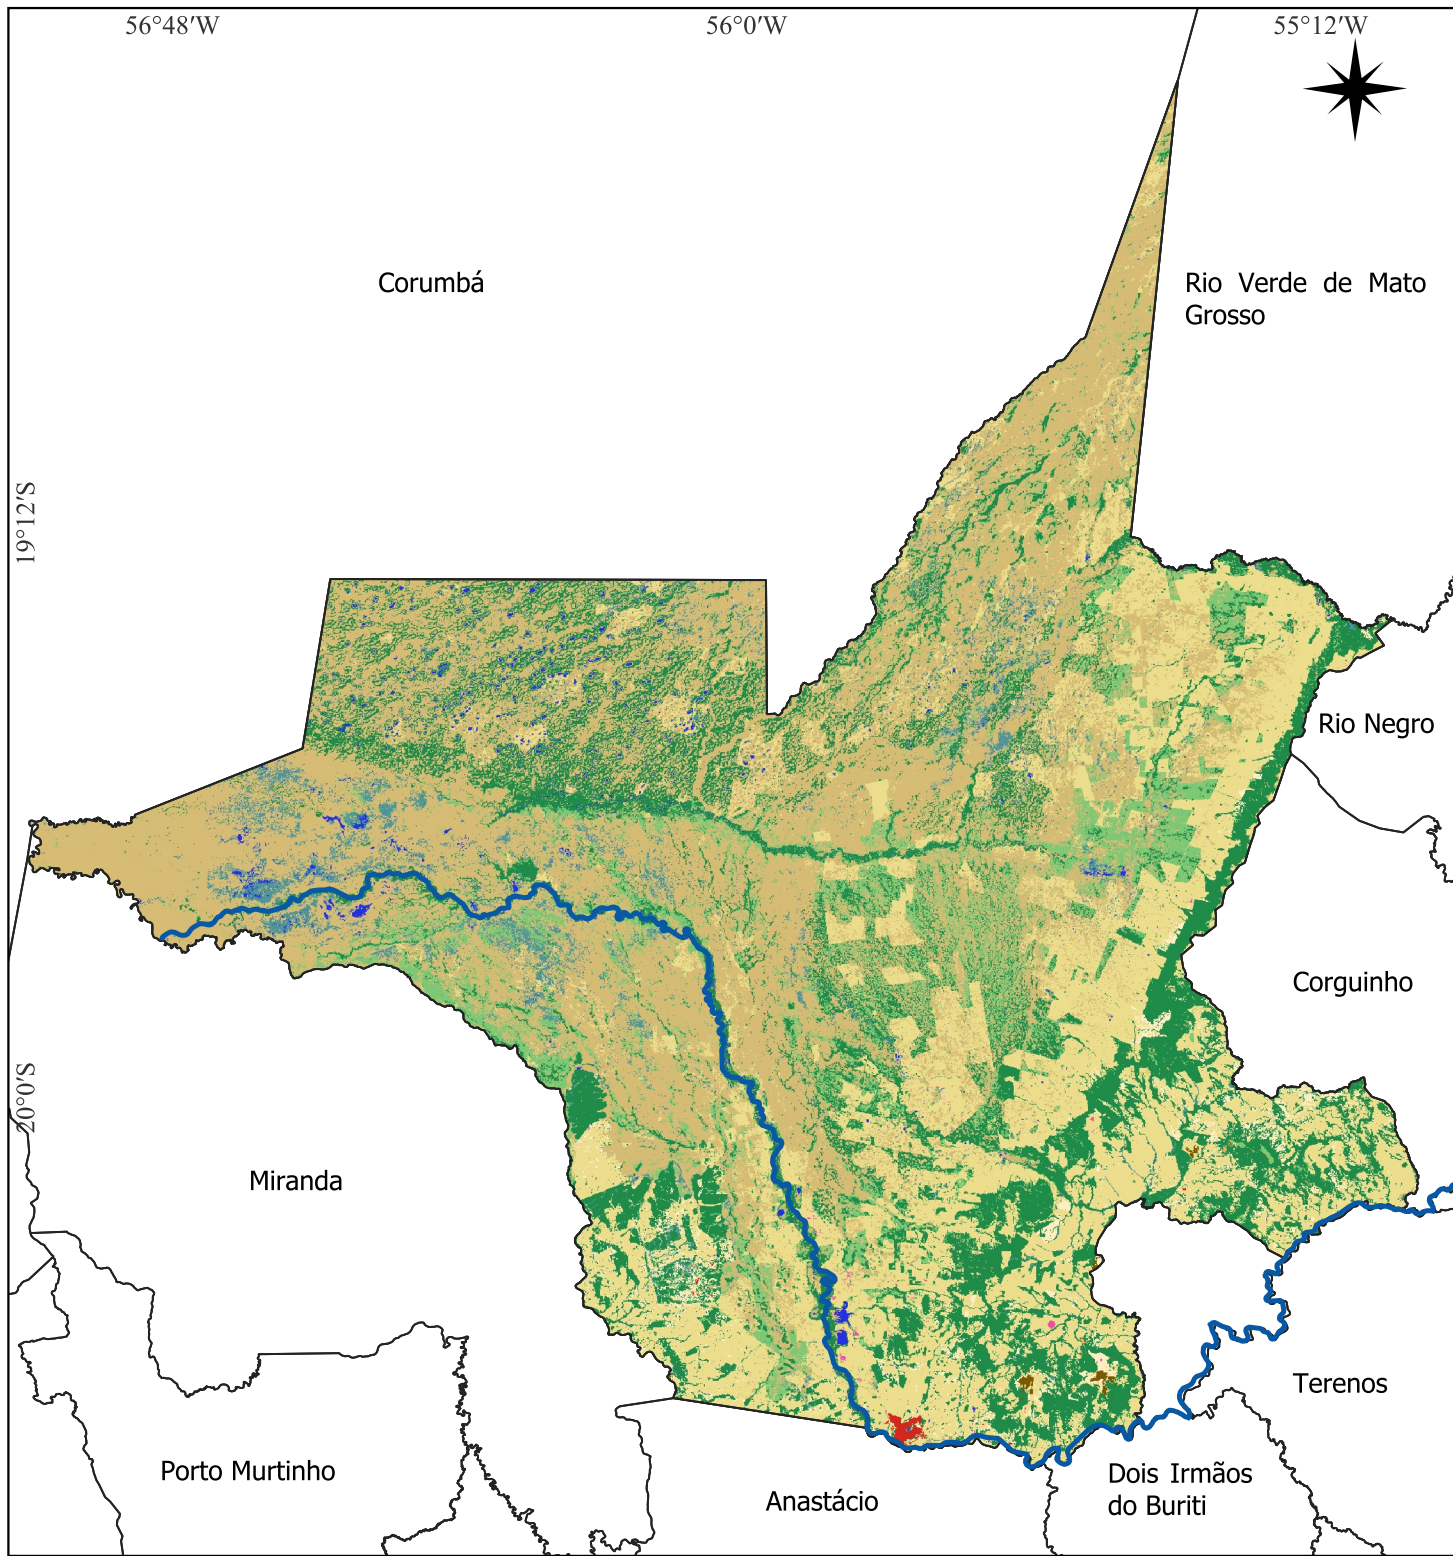 56°48′W
56°0′W
55°12′W
Corumbá
Rio Verde de Mato
Grosso
19°12′S
Rio Negro
Corguinho
20°0′S
Miranda
Terenos
Porto Murtinho
Dois Irmãos
do Buriti
Anastácio